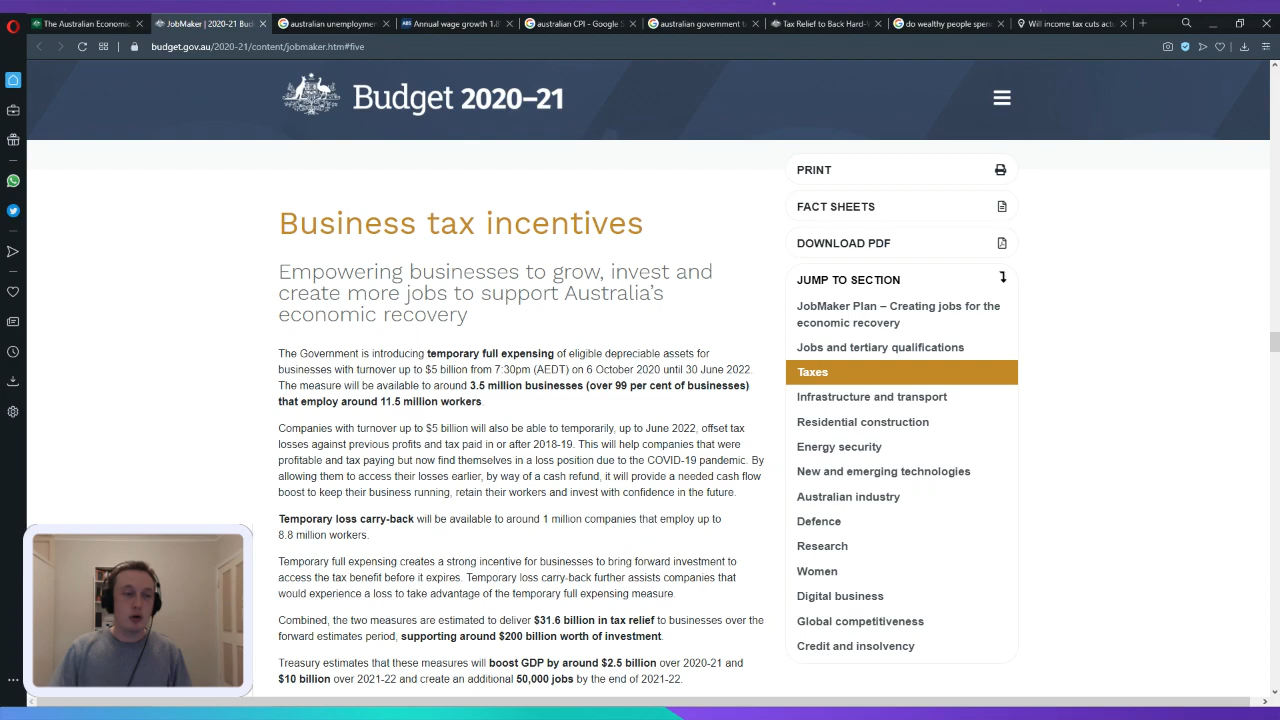 The Australian Economic
JobMaker | 2020-21 Bud
australian unemploymen
Annual wage growth 1.8
australian CPI - Google S
australian government t
Tax Relief to Back Hard-W
do wealthy people spen
Will income tax cuts actu
budget.gov.au/2020-21/content/jobmaker.htm#five
Budget 2020–21
PRINT
FACT SHEETS
DOWNLOAD PDF
JUMP TO SECTION
JobMaker Plan – Creating jobs for the
economic recovery
Jobs and tertiary qualifications
Taxes
Infrastructure and transport
Residential construction
Energy security
New and emerging technologies
Australian industry
Defence
Research
Women
Digital business
Global competitiveness
Credit and insolvency
Business tax incentives
Empowering businesses to grow, invest and
create more jobs to support Australia's
economic recovery
The Government is introducing temporary full expensing of eligible depreciable assets for
businesses with turnover up to $5 billion from 7:30pm (AEDT) on 6 October 2020 until 30 June 2022.
The measure will be available to around 3.5 million businesses (over 99 per cent of businesses)
that employ around 11.5 million workers.
Companies with turnover up to $5 billion will also be able to temporarily, up to June 2022, offset tax
losses against previous profits and tax paid in or after 2018-19. This will help companies that were
profitable and tax paying but now find themselves in a loss position due to the COVID-19 pandemic. By
allowing them to access their losses earlier, by way of a cash refund, it will provide a needed cash flow
boost to keep their business running, retain their workers and invest with confidence in the future.
Temporary loss carry-back will be available to around 1 million companies that employ up to
8.8 million workers.
Temporary full expensing creates a strong incentive for businesses to bring forward investment to
access the tax benefit before it expires. Temporary loss carry-back further assists companies that
would experience a loss to take advantage of the temporary full expensing measure.
Combined, the two measures are estimated to deliver $31.6 billion in tax relief to businesses over the
forward estimates period, supporting around $200 billion worth of investment.
Treasury estimates that these measures will boost GDP by around $2.5 billion over 2020-21 and
$10 billion over 2021-22 and create an additional 50,000 jobs by the end of 2021-22.